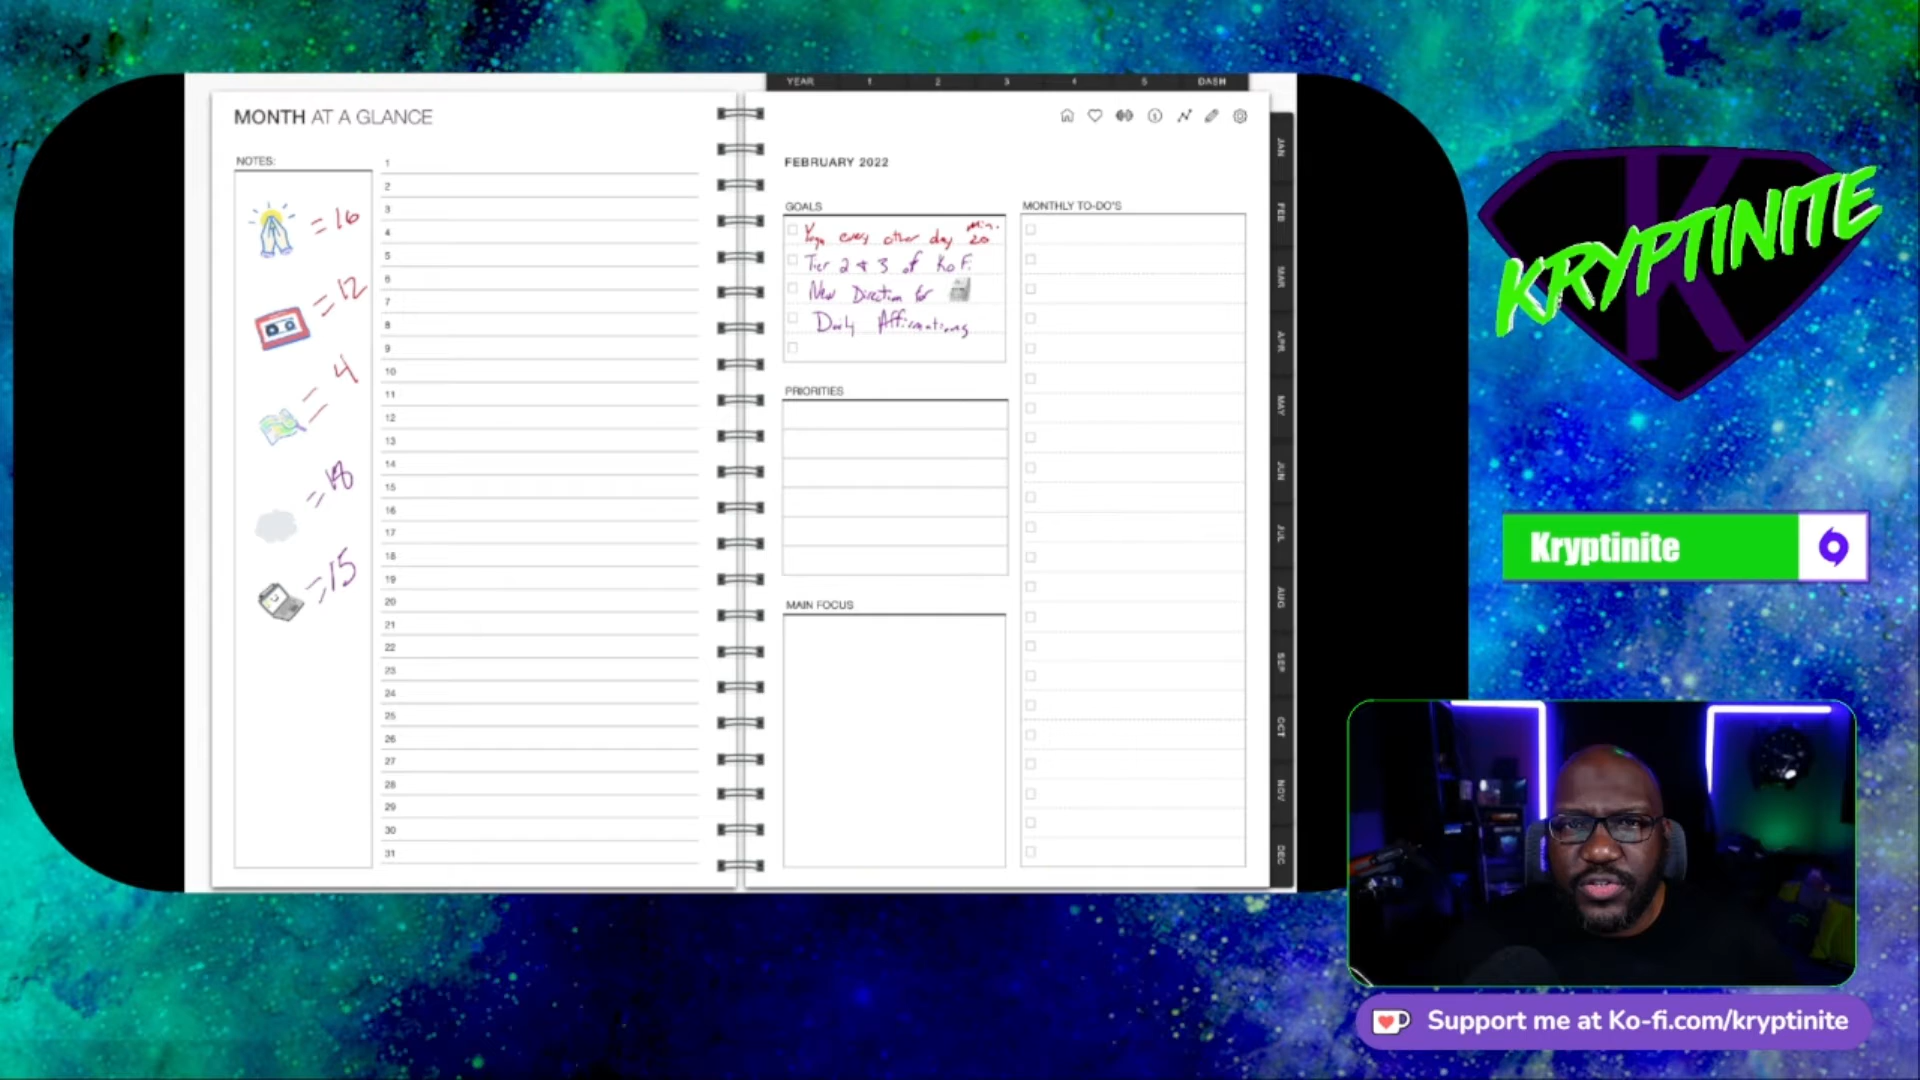 YEAR 1 2 3 4 5 DASH
MONTH AT A GLANCE
NOTES:
=16
=12
=4
=18
=15
1
2
3
4
5
6
7
8
9
10
11
12
13
14
15
16
17
18
19
20
21
22
23
24
25
26
27
28
29
30
31
FEBRUARY 2022
GOALS
Yoga every other day Min. 20
Tier 2 & 3 of KoF.
New Direction for
Daily Affirmations
PRIORITIES
MAIN FOCUS
MONTHLY TO-DO'S
JAN
FEB
MAR
APR
MAY
JUN
JUL
AUG
SEP
OCT
NOV
DEC
KRYPTINITE
Kryptinite
Support me at Ko-fi.com/kryptinite